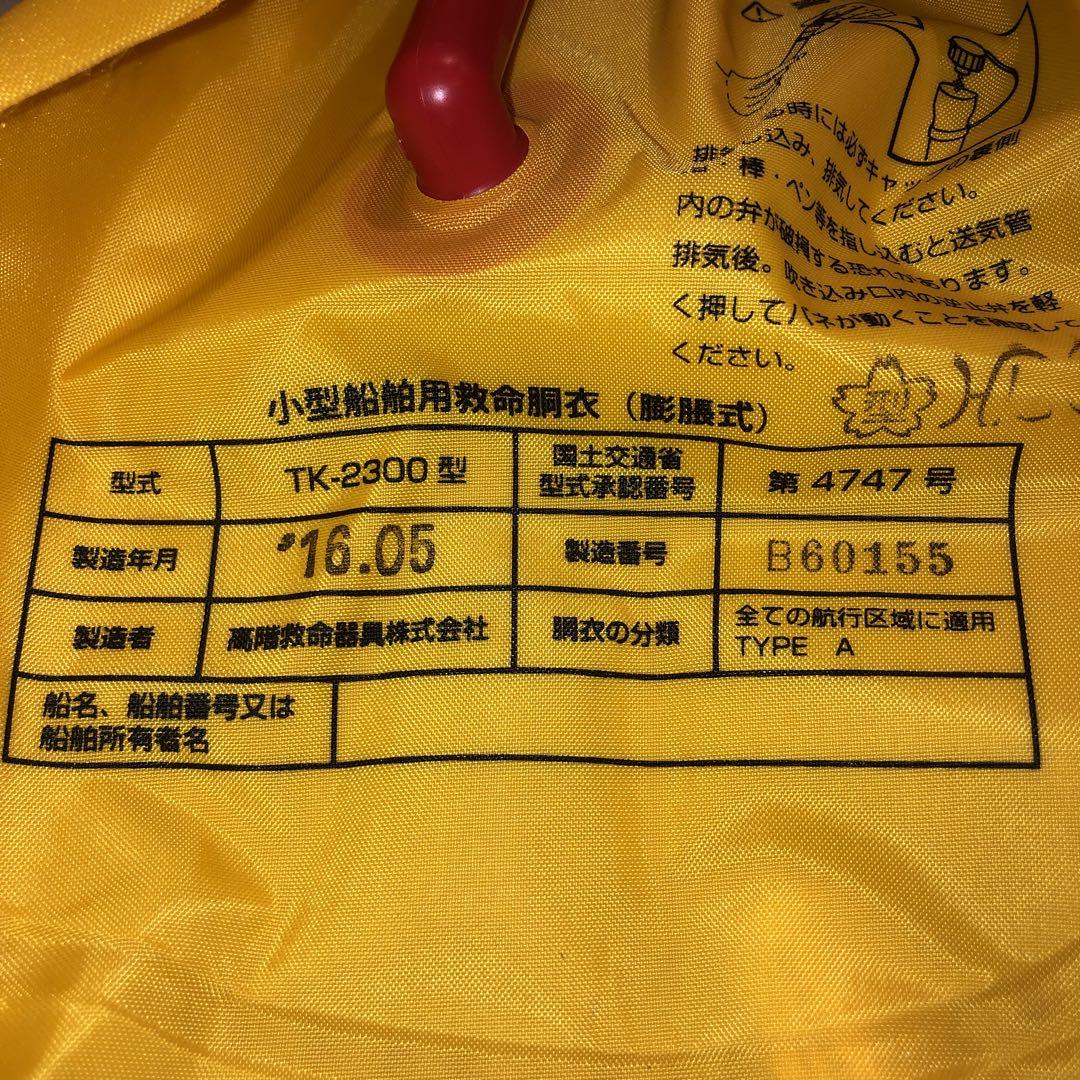 時には必ずキャップの裏側
し込み、排気してください。
棒・ペン等を指し込むと送気管
内の弁が破損する恐れがあります。
排気後。吹き込み口内の逆止弁を軽
く押してバネが動くことを確認して
ください。
小型船舶用救命胴衣（膨脹式）
型式 TK-2300型 国土交通省 型式承認番号 第 4747 号
製造年月 '16.05 製造番号 B60155
製造者 高階救命器具株式会社 胴衣の分類 全ての航行区域に適用 TYPE A
船名、船舶番号又は
船舶所有者名